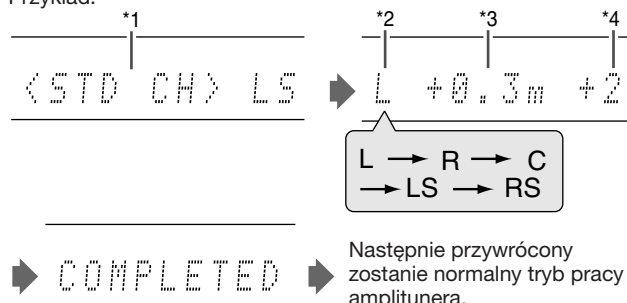 Przykład:
*1
*2 *3 *4
<STD CH> LS
L +0.3m +2
L → R → C
→ LS → RS
COMPLETED
Następnie przywrócony
zostanie normalny tryb pracy
amplitunera.